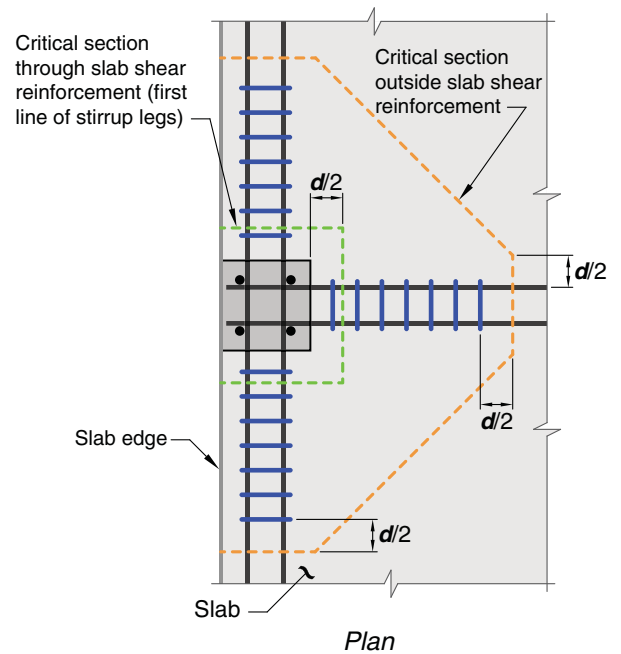 Critical section
through slab shear
reinforcement (first
line of stirrup legs)
Critical section
outside slab shear
reinforcement
d/2
d/2
d/2
Slab edge
d/2
Slab
Plan